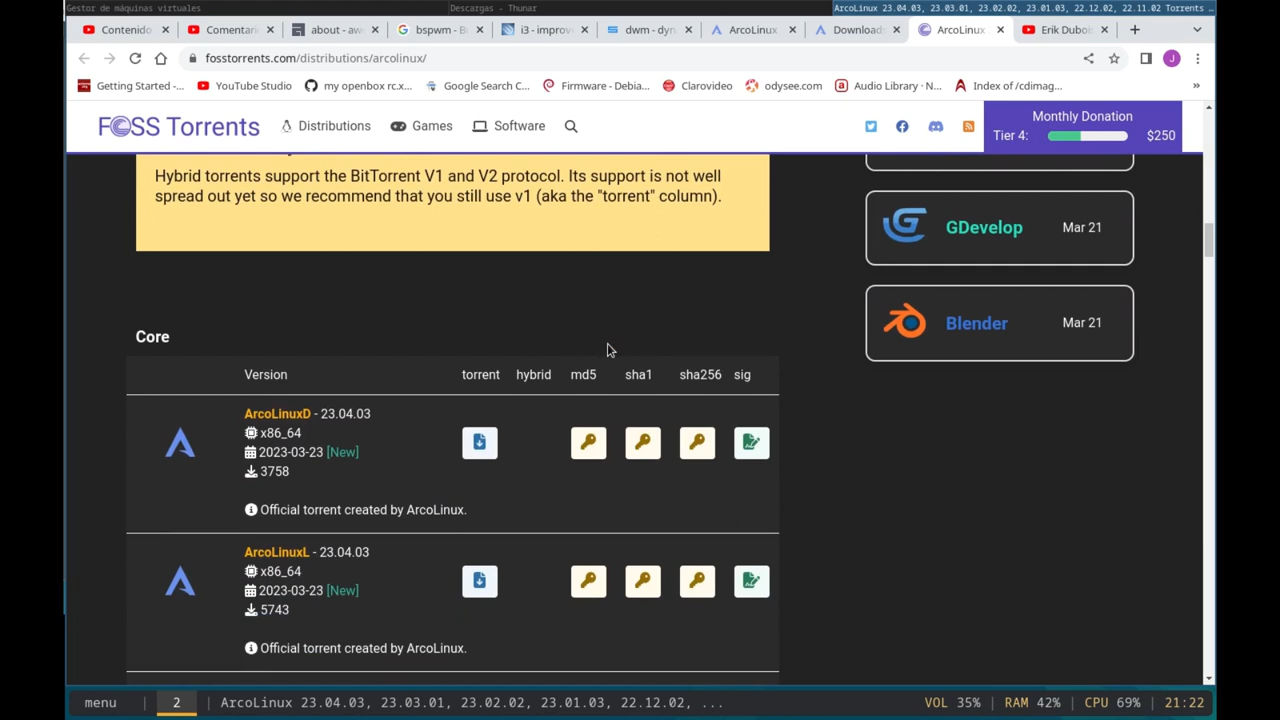 Gestor de máquinas virtuales
Descargas - Thunar
ArcoLinux 23.04.03, 23.03.01, 23.02.02, 23.01.03, 22.12.02, 22.11.02 Torrents ...
Contenido
Comentari
about - aw
bspwm - B
i3 - improv
dwm - dy
ArcoLinux
Download
ArcoLinux
Erik Dubois
fosstorrents.com/distributions/arcolinux/
J
Getting Started -...
YouTube Studio
my openbox rc.x...
Google Search C...
Firmware - Debia...
Clarovideo
odysee.com
Audio Library · N...
Index of /cdimag...
»
FOSS Torrents
Distributions
Games
Software
Monthly Donation
Tier 4:
$250
Hybrid torrents support the BitTorrent V1 and V2 protocol. Its support is not well
spread out yet so we recommend that you still use v1 (aka the "torrent" column).
GDevelop
Mar 21
Blender
Mar 21
Core
Version torrent hybrid md5 sha1 sha256 sig
ArcoLinuxD - 23.04.03
x86_64
2023-03-23 [New]
3758
Official torrent created by ArcoLinux.
ArcoLinuxL - 23.04.03
x86_64
2023-03-23 [New]
5743
Official torrent created by ArcoLinux.
menu | 2 | ArcoLinux 23.04.03, 23.03.01, 23.02.02, 23.01.03, 22.12.02, ...
VOL 35% | RAM 42% | CPU 69% | 21:22